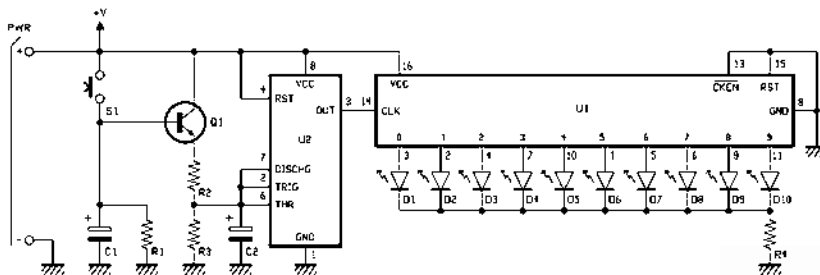 +V
PWR
+
S1
Q1
R2
C1
R1
R3
C2
-
8
VCC
4
RST
OUT
3
U2
7
DISCHG
2
TRIG
6
THR
GND
1
16
VCC
14
CLK
U1
13
CKEN
15
RST
GND
8
0 1 2 3 4 5 6 7 8 9
3 2 4 7 10 1 5 6 9 11
D1 D2 D3 D4 D5 D6 D7 D8 D9 D10
R4
+
+